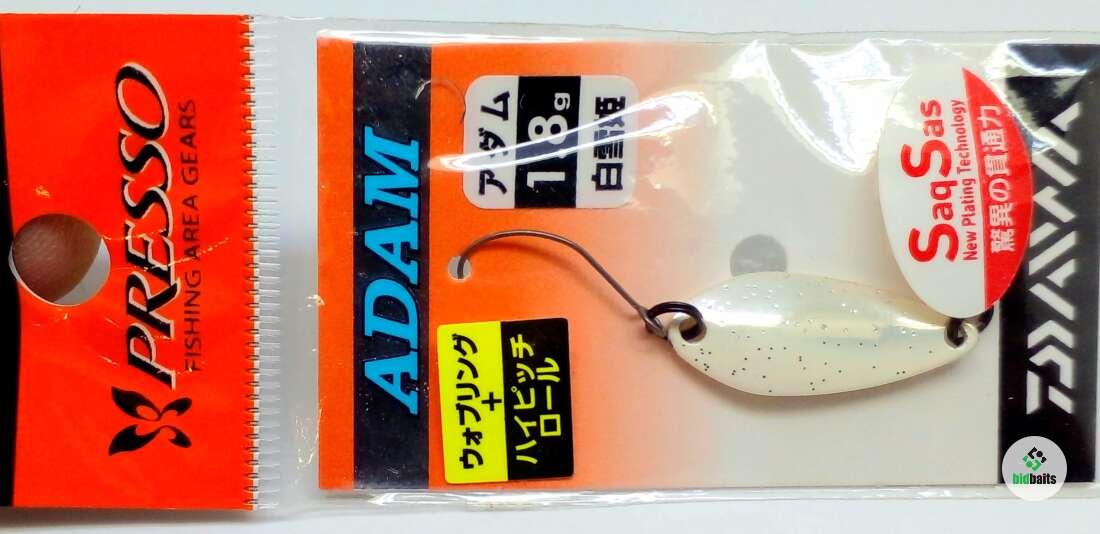 PRESSO
FISHING AREA GEARS
ADAM
アダム
1.8g
白雪姫
ウォブリング
+
ハイピッチ
ロール
SaqSas
New Plating Technology
驚異の貫通力
DAIWA
bidbaits